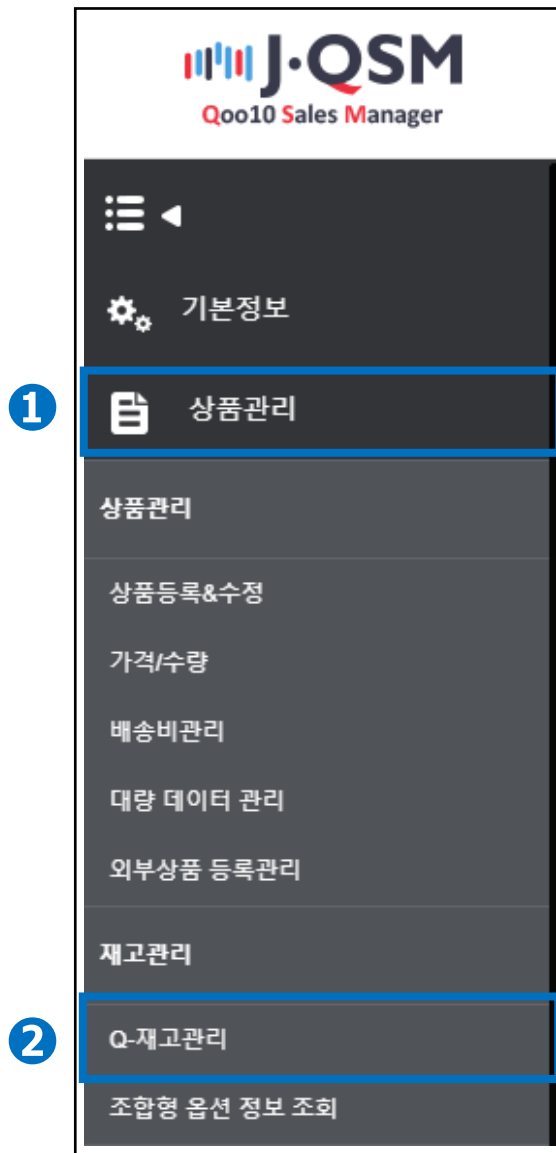 J·QSM
Qoo10 Sales Manager
기본정보
1 상품관리
상품관리
상품등록&수정
가격/수량
배송비관리
대량 데이터 관리
외부상품 등록관리
재고관리
2 Q-재고관리
조합형 옵션 정보 조회